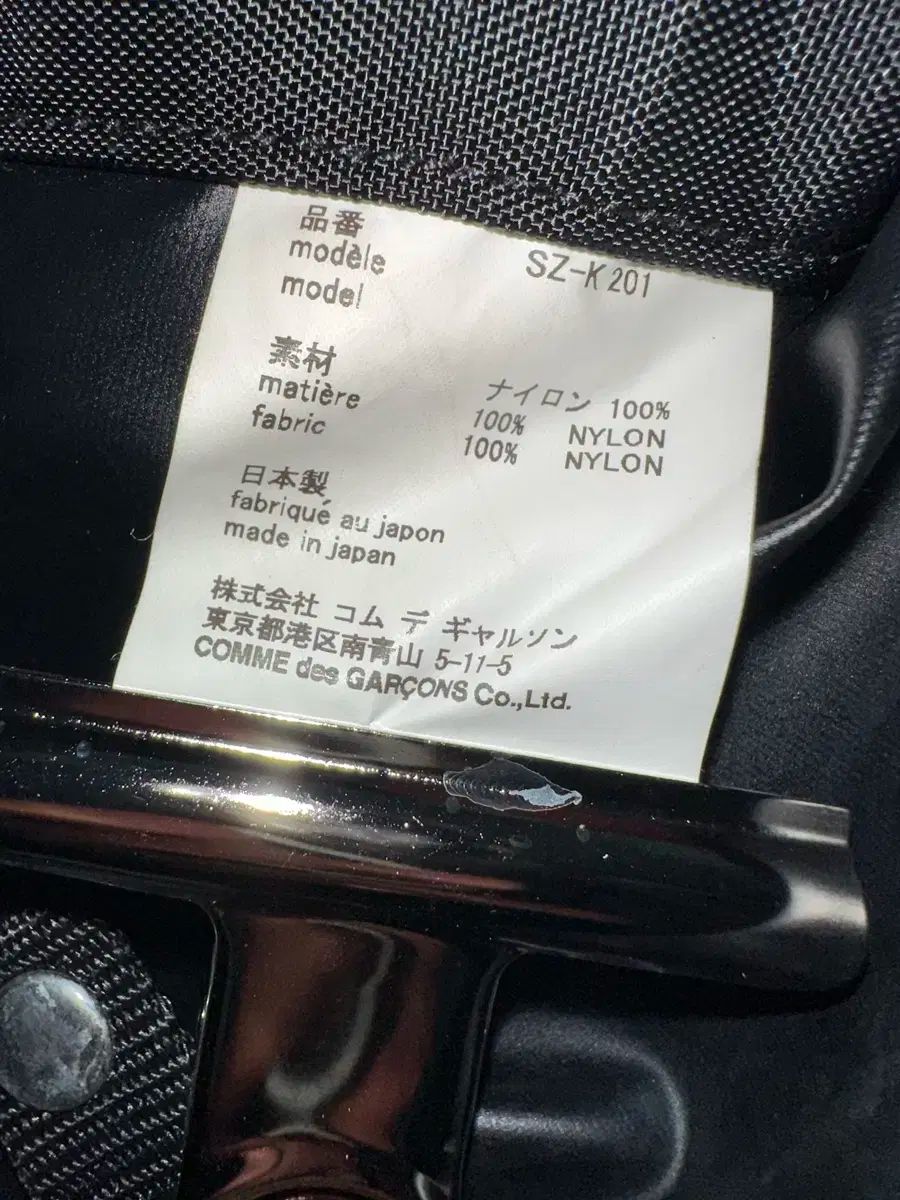 品番
modèle
model
SZ-K201
素材
matière
fabric
ナイロン 100%
100% NYLON
100% NYLON
日本製
fabriqué au japon
made in japan
株式会社 コム デ ギャルソン
東京都港区南青山 5-11-5
COMME des GARÇONS Co.,Ltd.